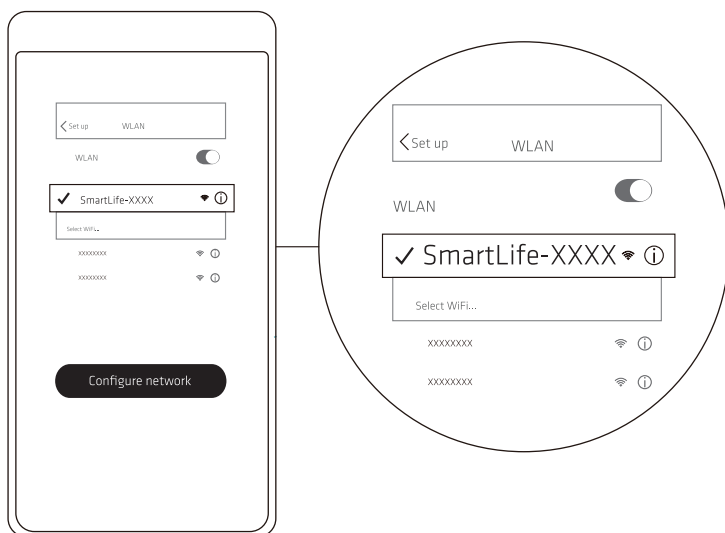 Set up WLAN
WLAN
SmartLife-XXXX
Select WiFi...
xxxxxxxx
xxxxxxxx
Configure network
Set up WLAN
WLAN
SmartLife-XXXX
Select WiFi...
xxxxxxxx
xxxxxxxx